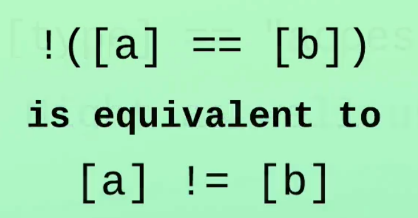 !([a] == [b])
is equivalent to
[a] != [b]